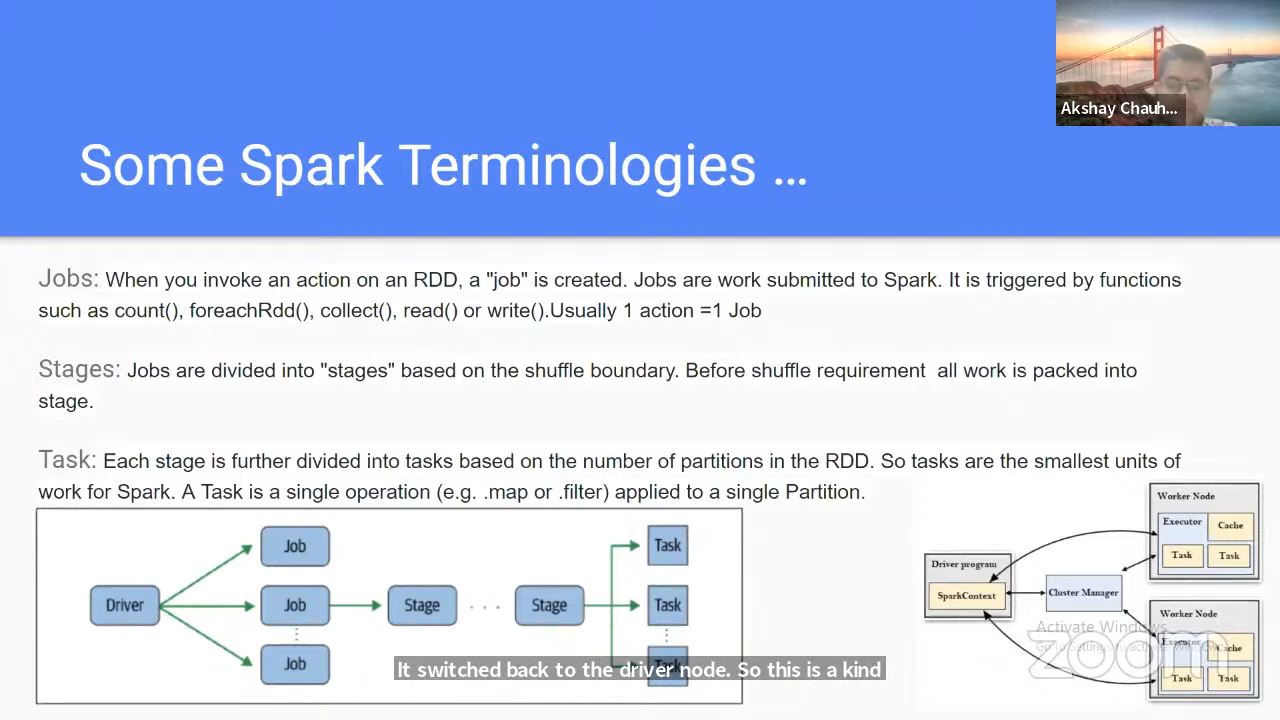 Akshay Chauh...
Some Spark Terminologies ...
Jobs: When you invoke an action on an RDD, a "job" is created. Jobs are work submitted to Spark. It is triggered by functions
such as count(), foreachRdd(), collect(), read() or write().Usually 1 action =1 Job
Stages: Jobs are divided into "stages" based on the shuffle boundary. Before shuffle requirement all work is packed into
stage.
Task: Each stage is further divided into tasks based on the number of partitions in the RDD. So tasks are the smallest units of
work for Spark. A Task is a single operation (e.g. .map or .filter) applied to a single Partition.
Job
Task
Driver
Job
Stage
. . .
Stage
Task
Job
Task
It switched back to the driver node. So this is a kind
Worker Node
Executor
Cache
Task
Task
Driver program
SparkContext
Cluster Manager
Worker Node
Executor
Cache
Task
Task
Activate Windows
zoom